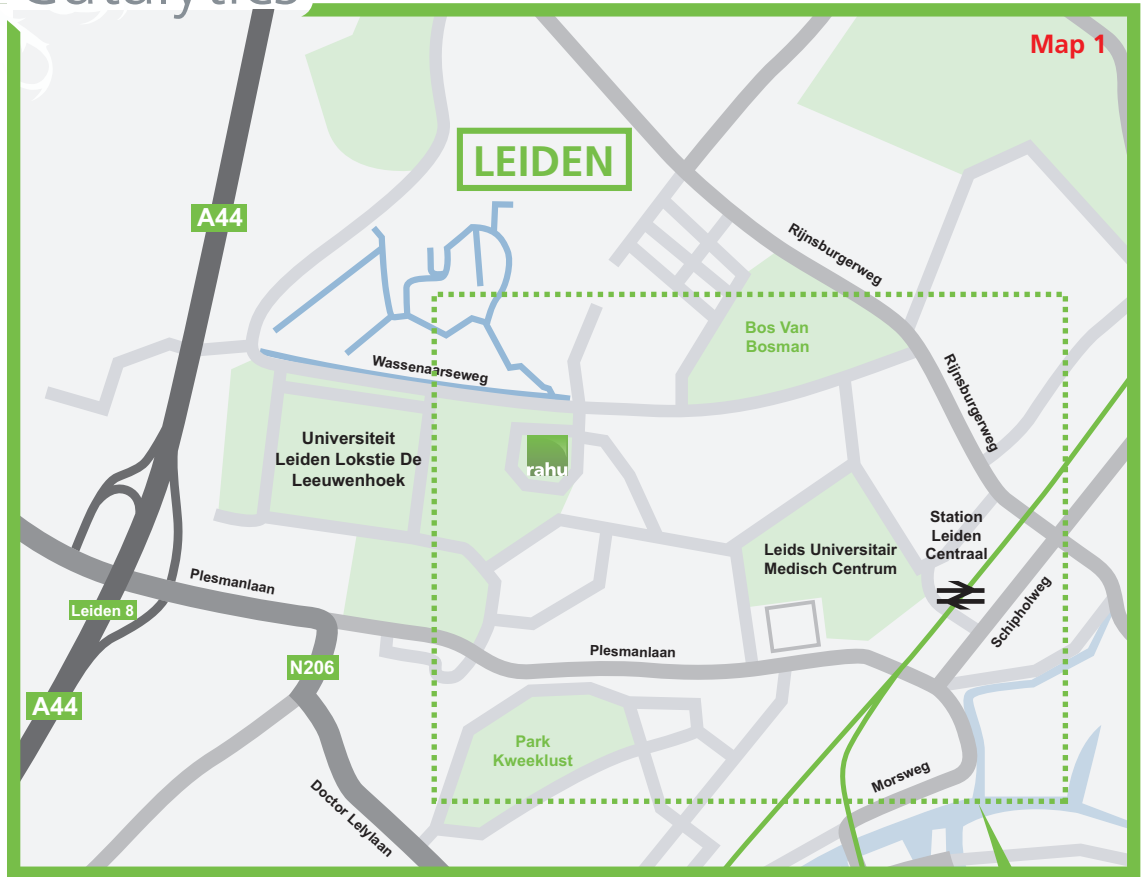 Map 1
LEIDEN
A44
Rijnsburgerweg
Bos Van
Bosman
Wassenaarseweg
Rijnsburgerweg
Universiteit
Leiden Lokstie De
Leeuwenhoek
rahu
Station
Leiden
Centraal
Leids Universitair
Medisch Centrum
Plesmanlaan
Leiden 8
Schipholweg
Plesmanlaan
N206
A44
Park
Kweeklust
Morsweg
Doctor Lelylaan